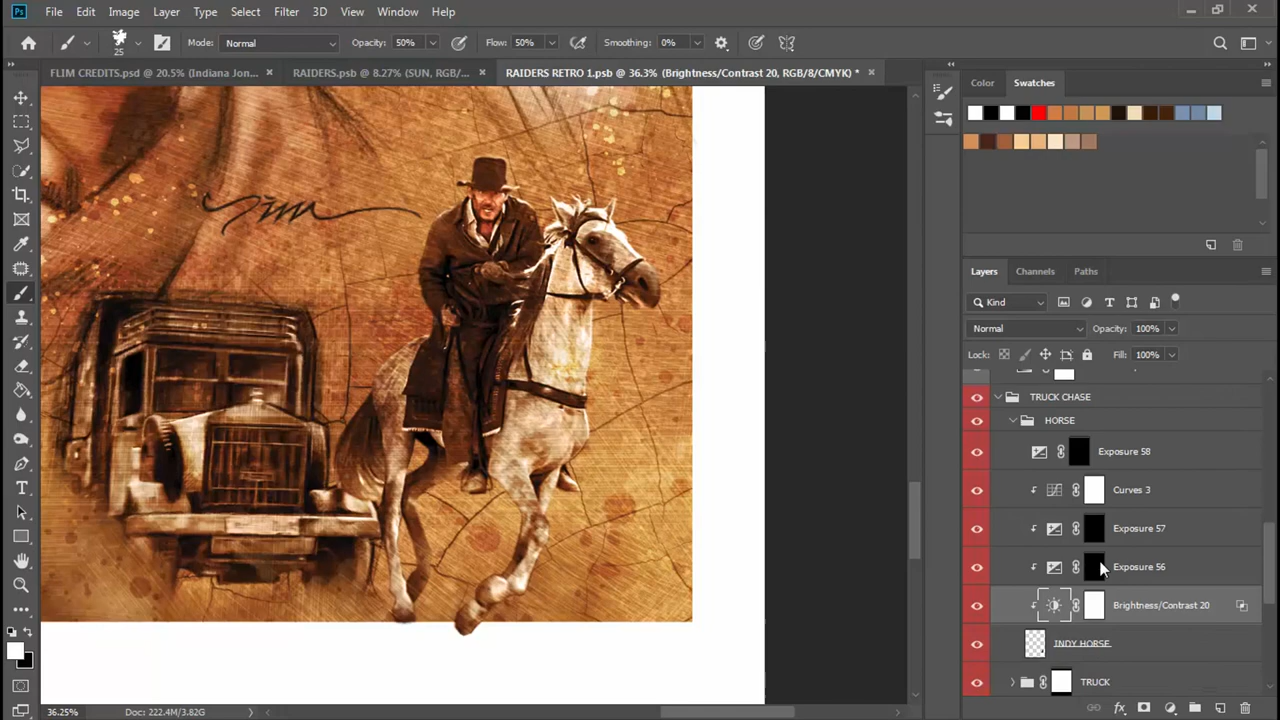 Ps File Edit Image Layer Type Select Filter 3D View Window Help
25 Mode: Normal Opacity: 50% Flow: 50% Smoothing: 0%
FLIM CREDITS.psd @ 20.5% (Indiana Jon... RAIDERS.psb @ 8.27% (SUN, RGB/... RAIDERS RETRO 1.psb @ 36.3% (Brightness/Contrast 20, RGB/8/CMYK) *
Color Swatches
Layers Channels Paths
Kind
Normal Opacity: 100%
Lock: Fill: 100%
TRUCK CHASE
HORSE
Exposure 58
Curves 3
Exposure 57
Exposure 56
Brightness/Contrast 20
INDY HORSE
TRUCK
36.25% Doc: 222.4M/3.82G